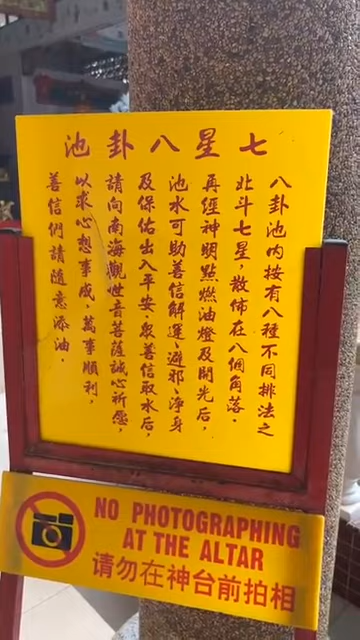 七星八卦池
八卦池內按有八種不同排法之
北斗七星，散佈在八個角落。
再經神明點燃油燈及開光后，
池水可助善信解運、避邪、淨身
及保佑出入平安。眾善信取水后，
請向南海觀世音菩薩誠心祈愿，
以求心想事成，萬事順利，
善信們請隨意添油。
NO PHOTOGRAPHING
AT THE ALTAR
请勿在神台前拍相